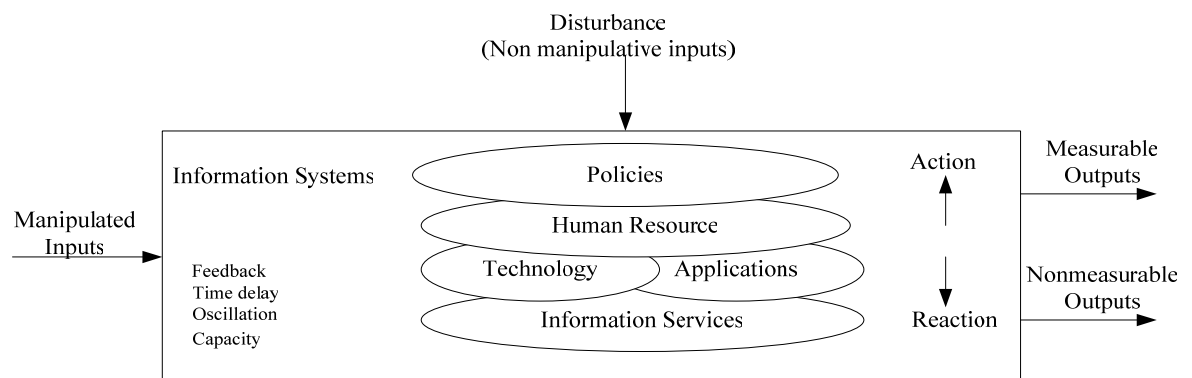 Disturbance
(Non manipulative inputs)
Information Systems
Policies
Action
Measurable
Outputs
Manipulated
Inputs
Human Resource
Feedback
Time delay
Oscillation
Capacity
Technology
Applications
Information Services
Reaction
Nonmeasurable
Outputs